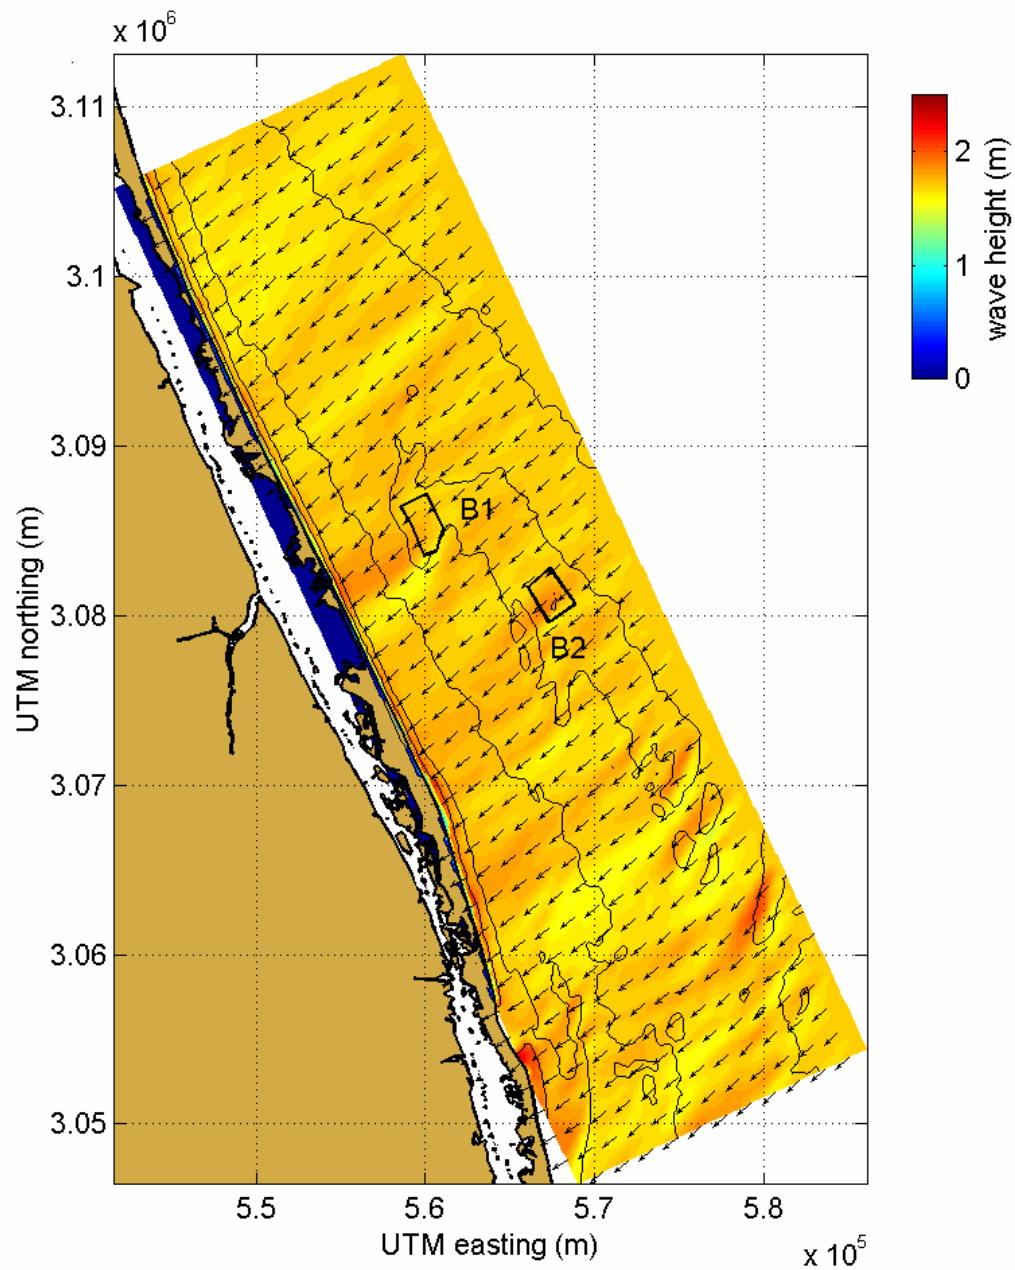 x 10^6
3.11
3.1
3.09
3.08
3.07
3.06
3.05
UTM northing (m)
B1
B2
5.5
5.6
5.7
5.8
UTM easting (m)
x 10^5
2
1
0
wave height (m)